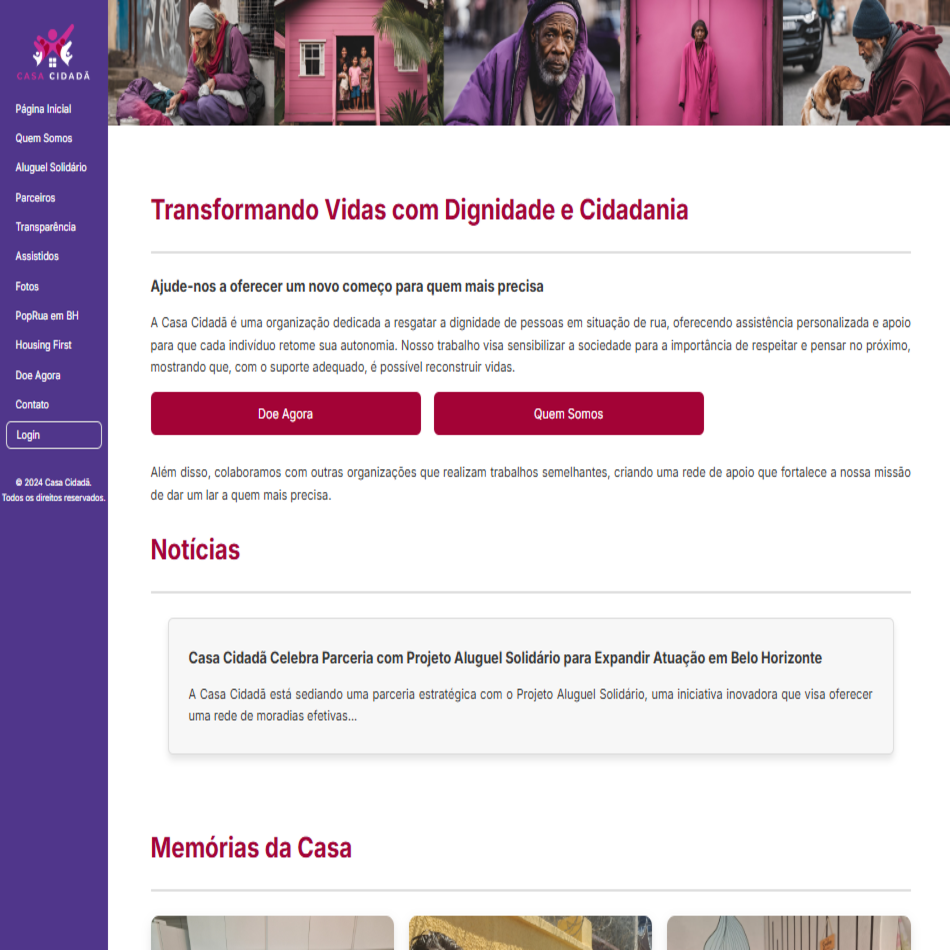 CASA CIDADÃ
Página Inicial
Quem Somos
Aluguel Solidário
Parceiros
Transparência
Assistidos
Fotos
PopRua em BH
Housing First
Doe Agora
Contato
Login
© 2024 Casa Cidadã.
Todos os direitos reservados.
Transformando Vidas com Dignidade e Cidadania
Ajude-nos a oferecer um novo começo para quem mais precisa
A Casa Cidadã é uma organização dedicada a resgatar a dignidade de pessoas em situação de rua, oferecendo assistência personalizada e apoio
para que cada indivíduo retome sua autonomia. Nosso trabalho visa sensibilizar a sociedade para a importância de respeitar e pensar no próximo,
mostrando que, com o suporte adequado, é possível reconstruir vidas.
Doe Agora
Quem Somos
Além disso, colaboramos com outras organizações que realizam trabalhos semelhantes, criando uma rede de apoio que fortalece a nossa missão
de dar um lar a quem mais precisa.
Notícias
Casa Cidadã Celebra Parceria com Projeto Aluguel Solidário para Expandir Atuação em Belo Horizonte
A Casa Cidadã está sediando uma parceria estratégica com o Projeto Aluguel Solidário, uma iniciativa inovadora que visa oferecer
uma rede de moradias efetivas...
Memórias da Casa